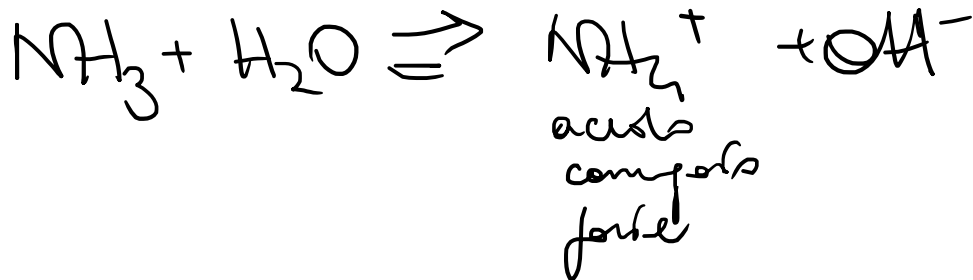 NH₃ + H₂O ⇌ NH₄⁺ + OH⁻
acido
coniugato
forte